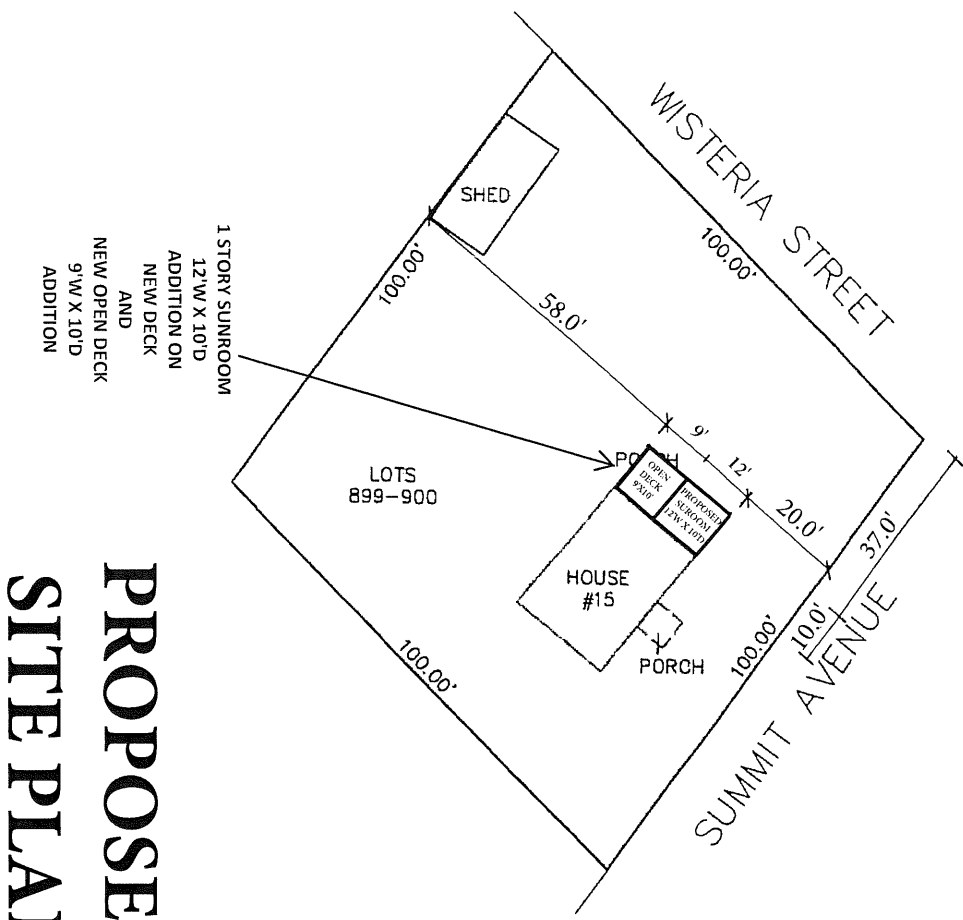 WISTERIA STREET
100.00'
SHED
100.00'
58.0'
9'
12'
20.0'
37.0'
10.0'
SUMMIT AVENUE
100.00'
100.00'
PORCH
OPEN
DECK
9'X10'
PROPOSED
SUROOM
12'W X 10'D
HOUSE
#15
PORCH
LOTS
899-900
1 STORY SUNROOM
12'W X 10'D
ADDITION ON
NEW DECK
AND
NEW OPEN DECK
9'W X 10'D
ADDITION
PROPOSE
SITE PLA